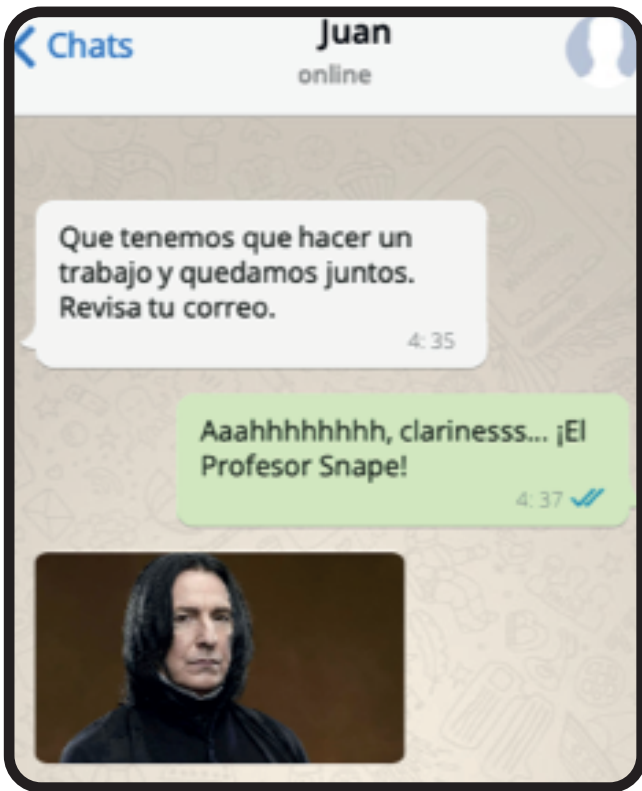 Chats
Juan
online
Que tenemos que hacer un
trabajo y quedamos juntos.
Revisa tu correo.
4: 35
Aaahhhhhhhh, clarinesss... ¡El
Profesor Snape!
4: 37